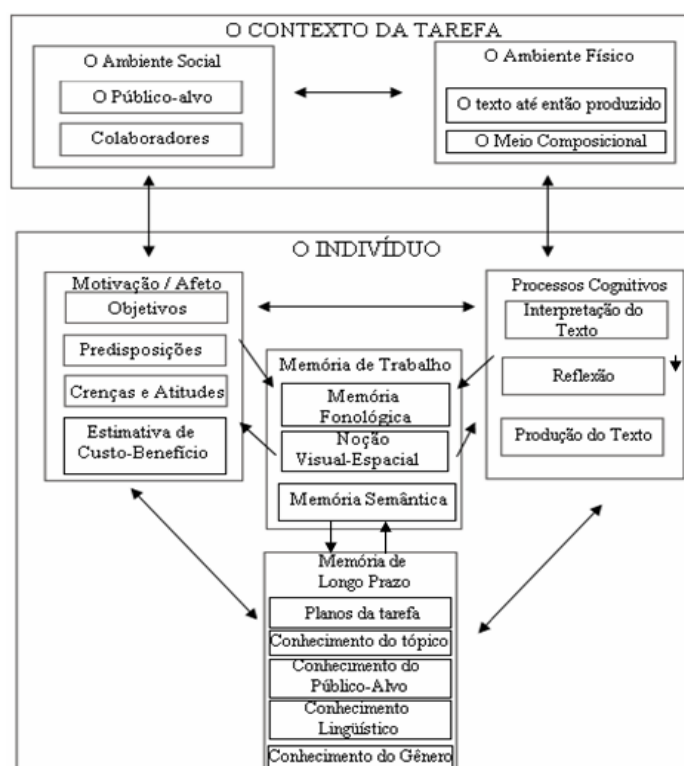 O CONTEXTO DA TAREFA
O Ambiente Social
O Público-alvo
Colaboradores
O Ambiente Físico
O texto até então produzido
O Meio Composicional
O INDIVÍDUO
Motivação / Afeto
Objetivos
Predisposições
Crenças e Atitudes
Estimativa de
Custo-Benefício
Memória de Trabalho
Memória
Fonológica
Noção
Visual-Espacial
Memória Semântica
Processos Cognitivos
Interpretação do
Texto
Reflexão
Produção do Texto
Memória de
Longo Prazo
Planos da tarefa
Conhecimento do tópico
Conhecimento do
Público-Alvo
Conhecimento
Lingüístico
Conhecimento do Gênero